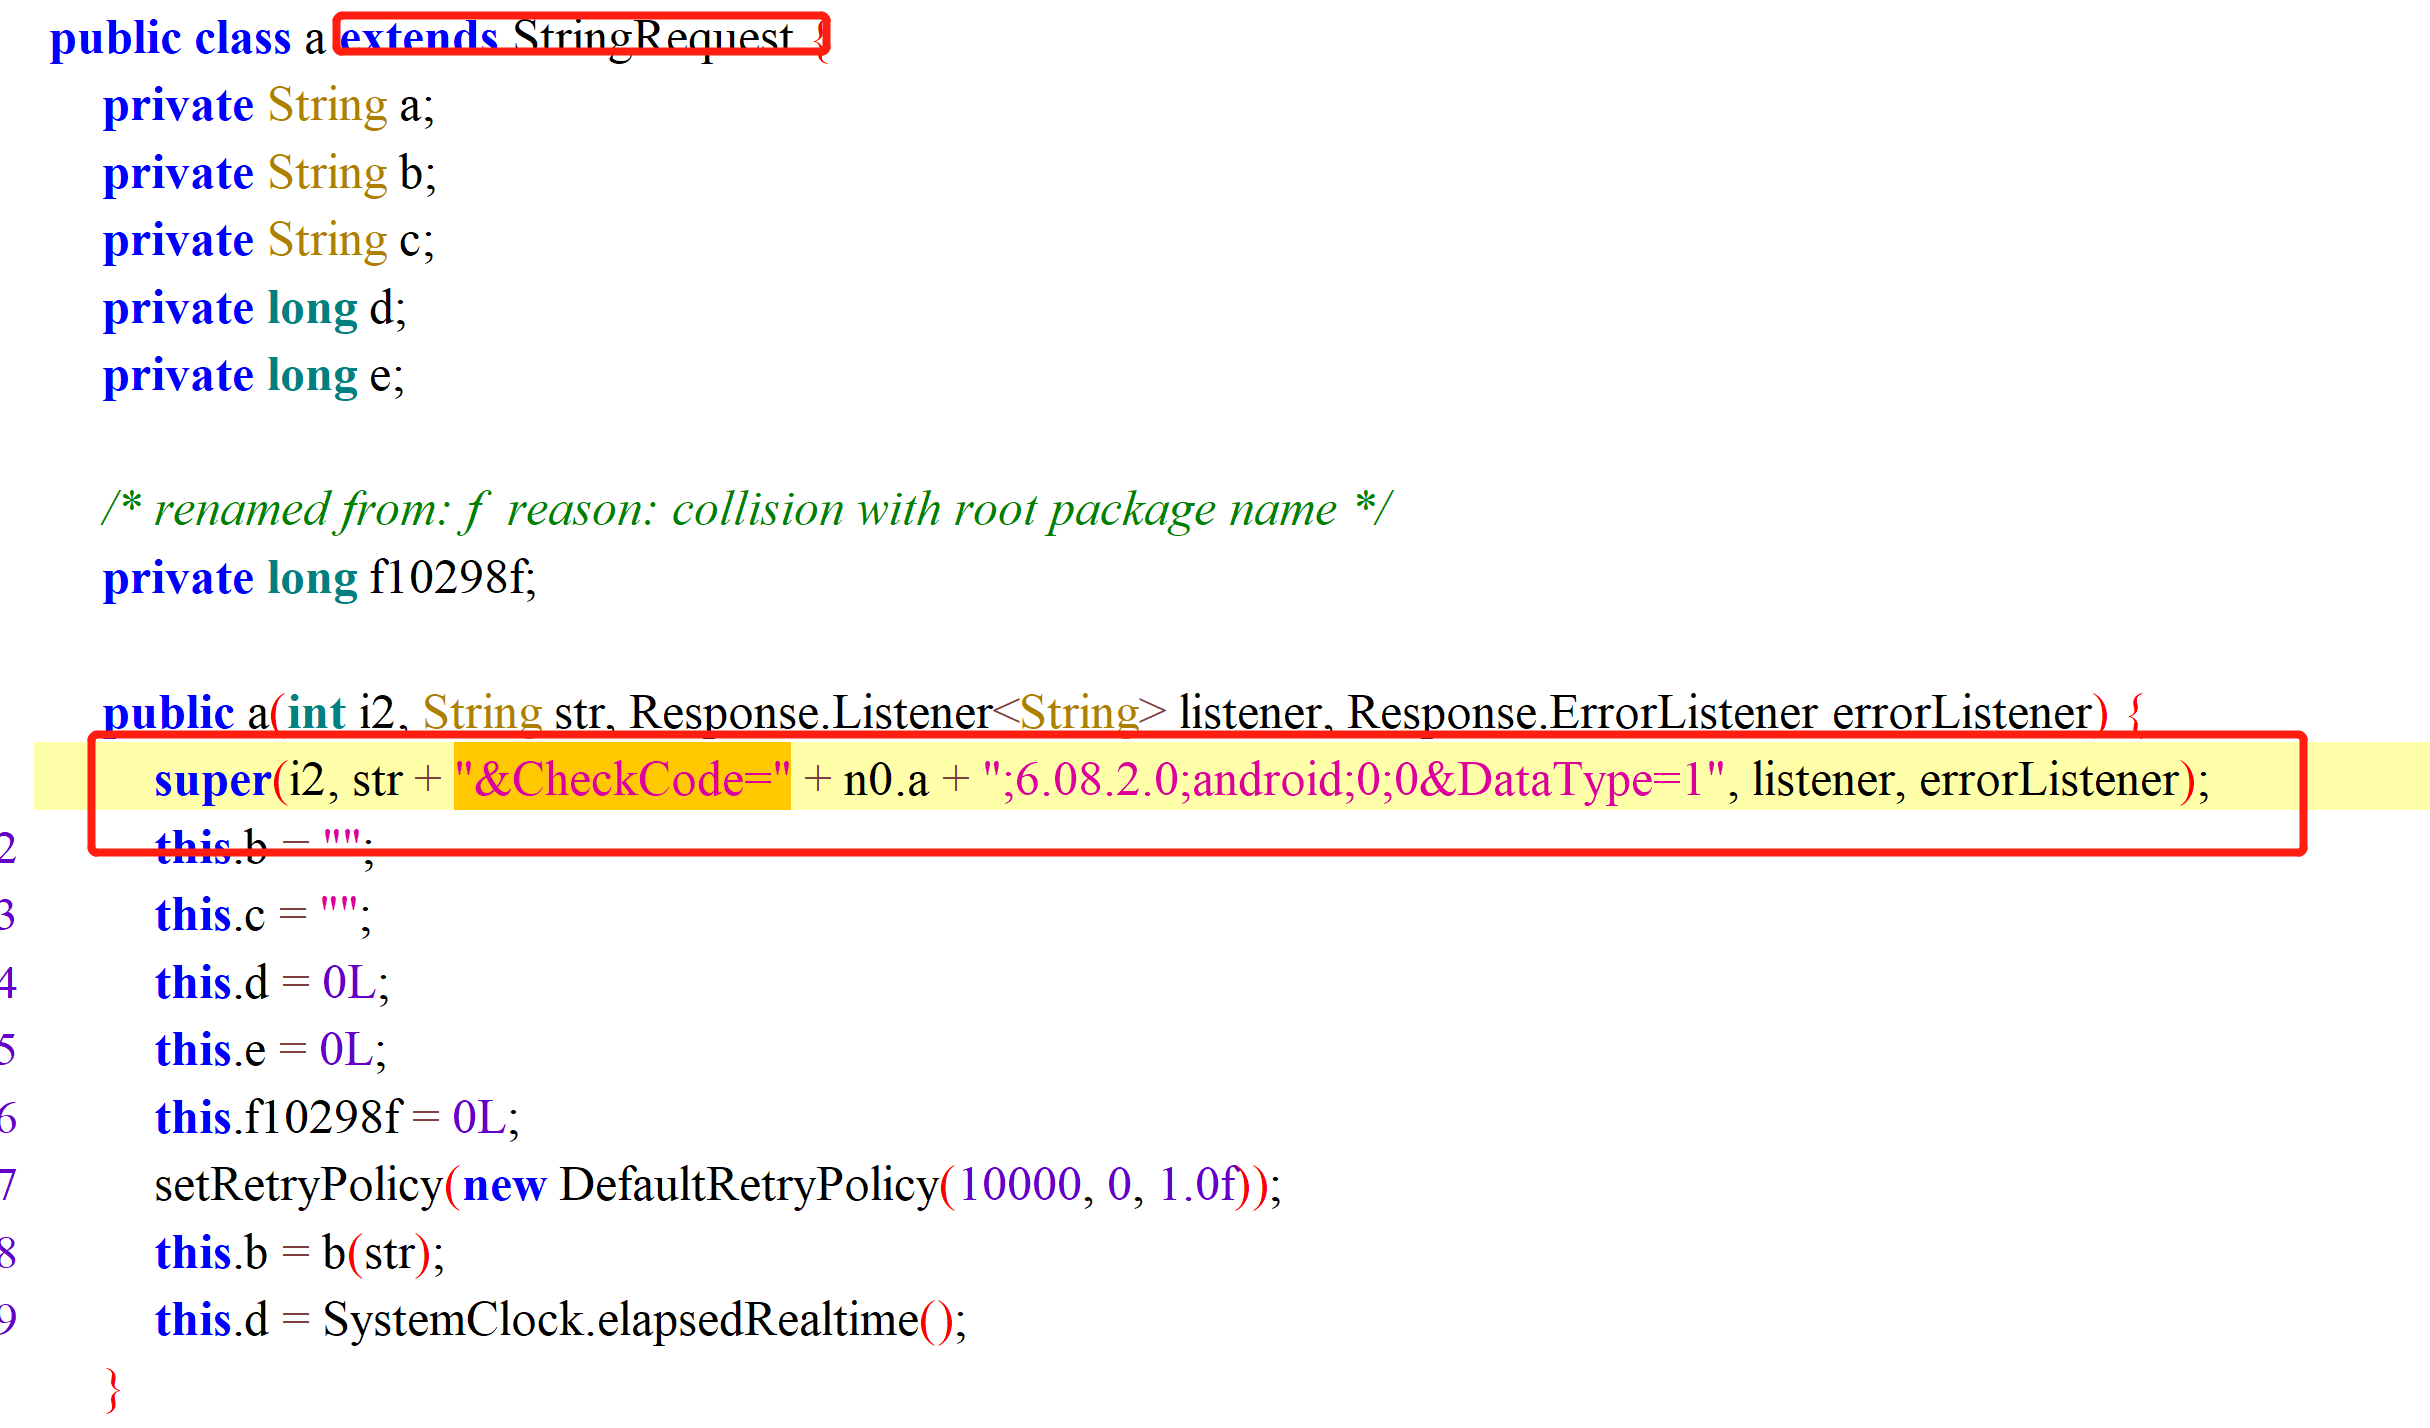 public class a extends StringRequest {
private String a;
private String b;
private String c;
private long d;
private long e;
/* renamed from: f  reason: collision with root package name */
private long f10298f;
public a(int i2, String str, Response.Listener<String> listener, Response.ErrorListener errorListener) {
super(i2, str + "&CheckCode=" + n0.a + ";6.08.2.0;android;0;0&DataType=1", listener, errorListener);
2 this.b = "";
3 this.c = "";
4 this.d = 0L;
5 this.e = 0L;
6 this.f10298f = 0L;
7 setRetryPolicy(new DefaultRetryPolicy(10000, 0, 1.0f));
8 this.b = b(str);
9 this.d = SystemClock.elapsedRealtime();
}